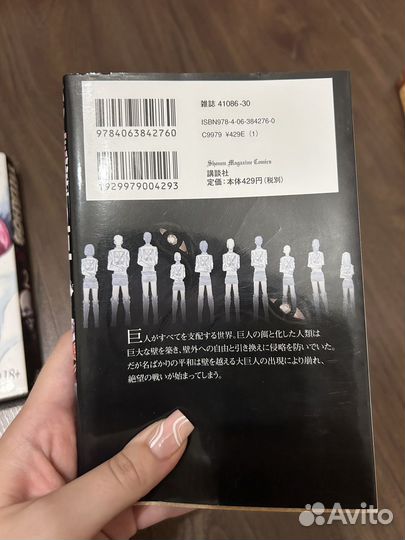 雑誌 41086-30
ISBN978-4-06-384276-0
C9979 ¥429E (1)
9784063842760
1929979004293
Shonen Magazine Comics
講談社
定価:本体429円(税別)
巨人がすべてを支配する世界。巨人の餌と化した人類は
巨大な壁を築き、壁外への自由と引き換えに侵略を防いでいた。
だが名ばかりの平和は壁を越える大巨人の出現により崩れ、
絶望の戦いが始まってしまう。
18+
Avito